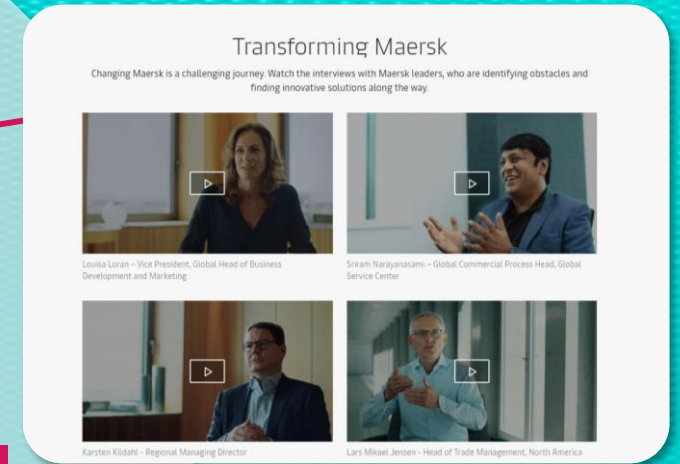 Transforming Maersk
Changing Maersk is a challenging journey. Watch the interviews with Maersk leaders, who are identifying obstacles and
finding innovative solutions along the way.
Louisa Loran – Vice President, Global Head of Business
Development and Marketing
Sriram Narayanasami – Global Commercial Process Head, Global
Service Center
Karsten Kildahl - Regional Managing Director
Lars Mikael Jensen - Head of Trade Management, North America